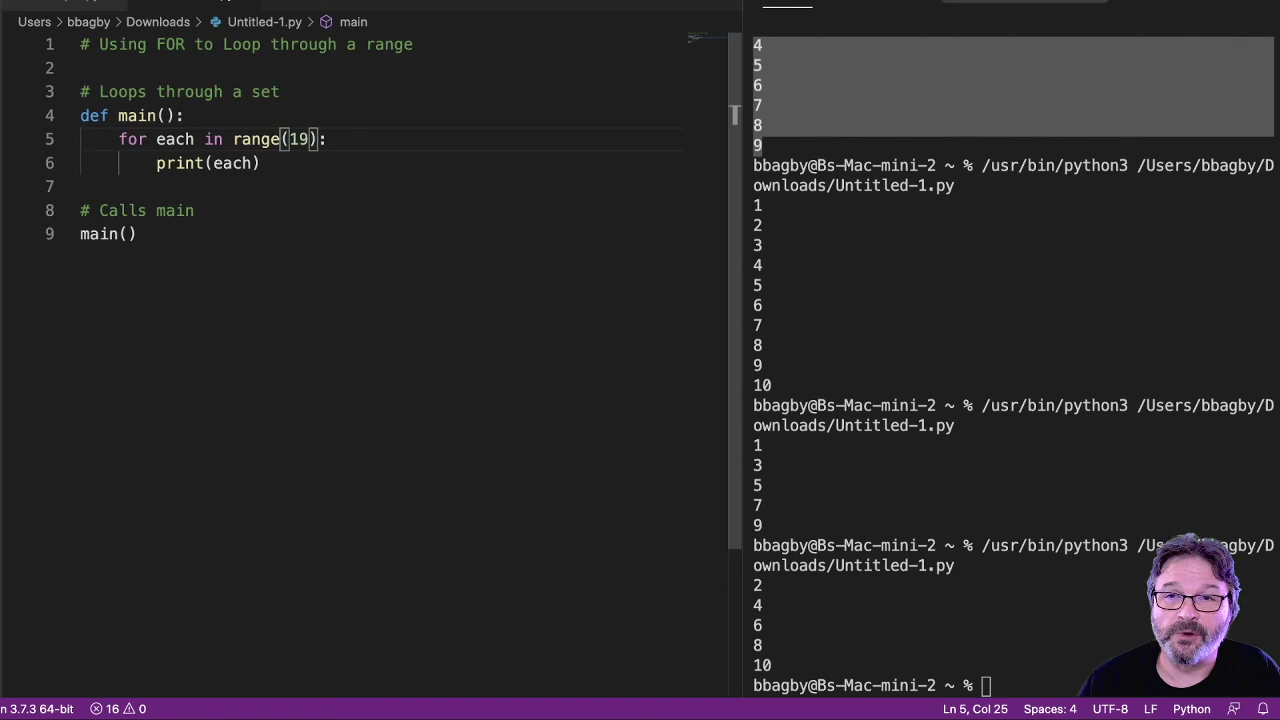 Users > bbagby > Downloads > Untitled-1.py > main
1 # Using FOR to Loop through a range
2
3 # Loops through a set
4 def main():
5 for each in range(19):
6 print(each)
7
8 # Calls main
9 main()
4
5
6
7
8
9
bbagby@Bs-Mac-mini-2 ~ % /usr/bin/python3 /Users/bbagby/D
ownloads/Untitled-1.py
1
2
3
4
5
6
7
8
9
10
bbagby@Bs-Mac-mini-2 ~ % /usr/bin/python3 /Users/bbagby/D
ownloads/Untitled-1.py
1
3
5
7
9
bbagby@Bs-Mac-mini-2 ~ % /usr/bin/python3 /Users/bbagby/D
ownloads/Untitled-1.py
2
4
6
8
10
bbagby@Bs-Mac-mini-2 ~ %
n 3.7.3 64-bit 16 0 Ln 5, Col 25 Spaces: 4 UTF-8 LF Python